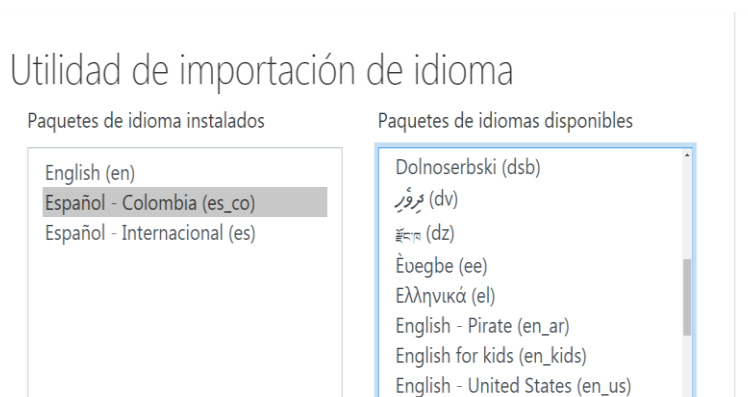 Utilidad de importación de idioma
Paquetes de idioma instalados
English (en)
Español - Colombia (es_co)
Español - Internacional (es)
Paquetes de idiomas disponibles
Dolnoserbski (dsb)
ދިވެހި (dv)
རྫོང་ཁ (dz)
Èʋegbe (ee)
Ελληνικά (el)
English - Pirate (en_ar)
English for kids (en_kids)
English - United States (en_us)